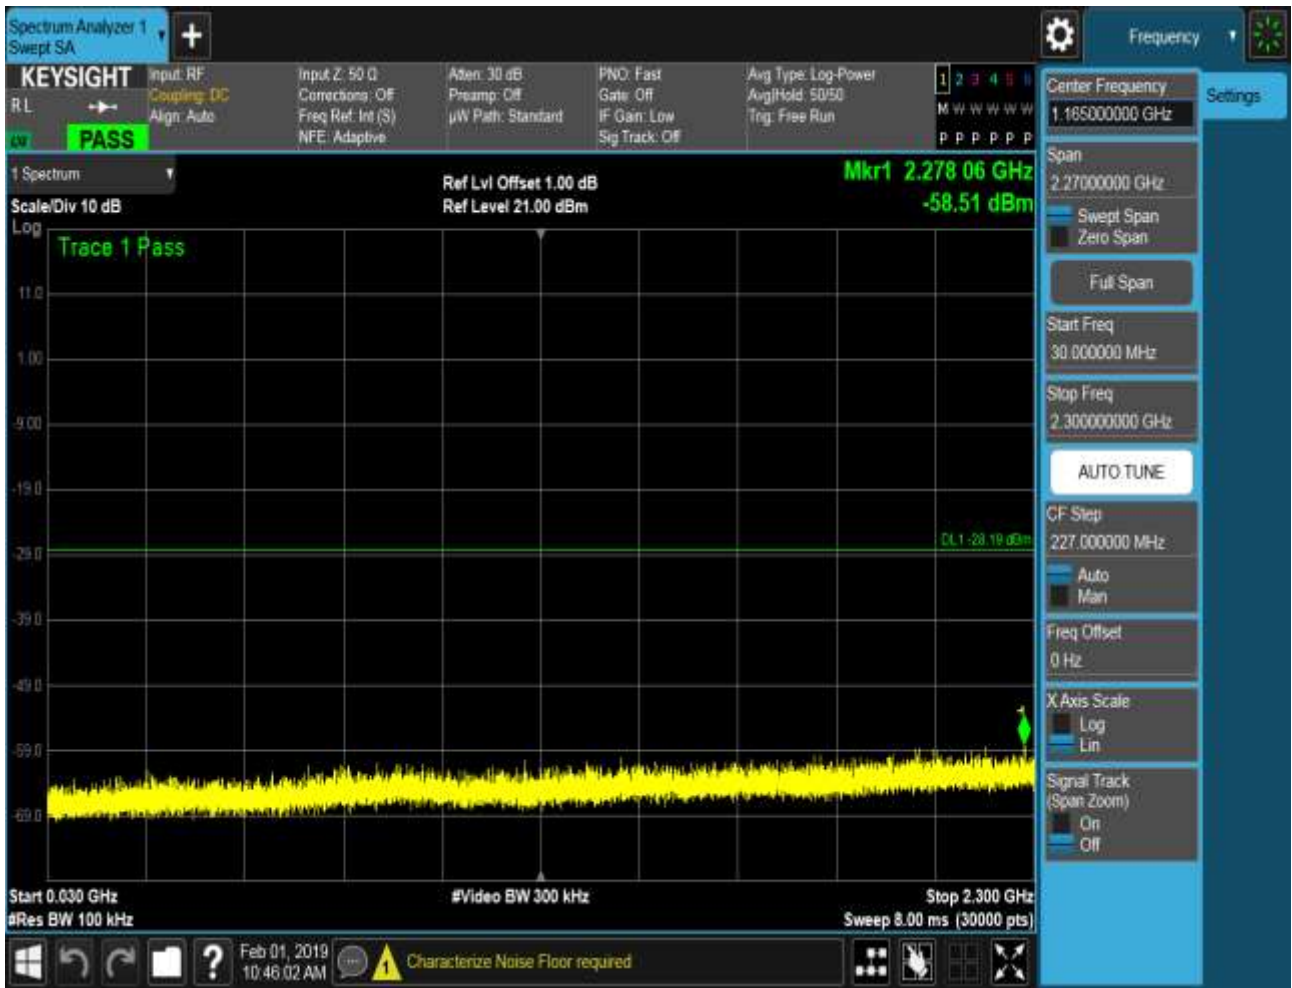 Spectrum Analyzer 1
Swept SA
+
Frequency
KEYSIGHT
RL
PASS
Input: RF
Coupling: DC
Align: Auto
Input Z: 50 Ω
Corrections: Off
Freq Ref: Int (S)
NFE: Adaptive
Atten: 30 dB
Preamp: Off
µW Path: Standard
PNO: Fast
Gate: Off
IF Gain: Low
Sig Track: Off
Avg Type: Log-Power
Avg|Hold: 50/50
Trig: Free Run
1 2 3 4 5 6
M W W W W W
P P P P P P
1 Spectrum
Scale/Div 10 dB
Log
Ref Lvl Offset 1.00 dB
Ref Level 21.00 dBm
Mkr1 2.278 06 GHz
-58.51 dBm
Trace 1 Pass
11.0
1.00
-9.00
-19.0
-29.0
-39.0
-49.0
-59.0
-69.0
DL1 -28.19 dBm
1
Start 0.030 GHz
#Res BW 100 kHz
#Video BW 300 kHz
Stop 2.300 GHz
Sweep 8.00 ms (30000 pts)
Center Frequency
1.165000000 GHz
Settings
Span
2.27000000 GHz
Swept Span
Zero Span
Full Span
Start Freq
30.000000 MHz
Stop Freq
2.300000000 GHz
AUTO TUNE
CF Step
227.000000 MHz
Auto
Man
Freq Offset
0 Hz
X Axis Scale
Log
Lin
Signal Track
(Span Zoom)
On
Off
?
Feb 01, 2019
10:46:02 AM
1
Characterize Noise Floor required